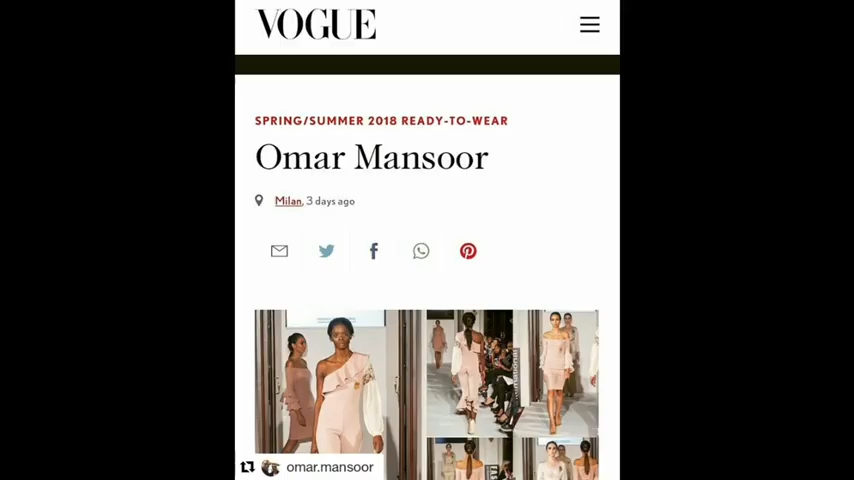 VOGUE
SPRING/SUMMER 2018 READY-TO-WEAR
Omar Mansoor
Milan, 3 days ago
omar.mansoor